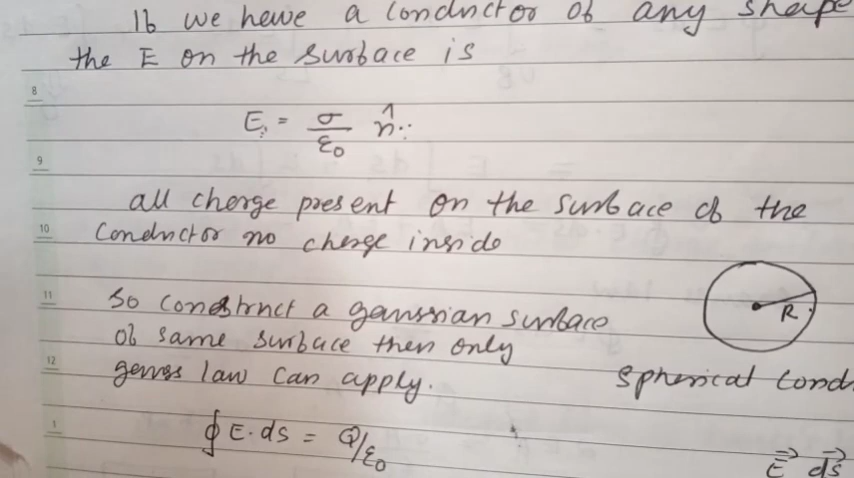 If we have a conductor of any shape
the E on the surface is
8
E = σ/ε₀ n̂
9
all charge present on the surface of the
10
conductor no charge inside
11
So construct a gaussian surface
R
of same surface then only
12
gauss law can apply.
spherical cond
1
∮E·ds = Q/ε₀
E⃗ ds⃗